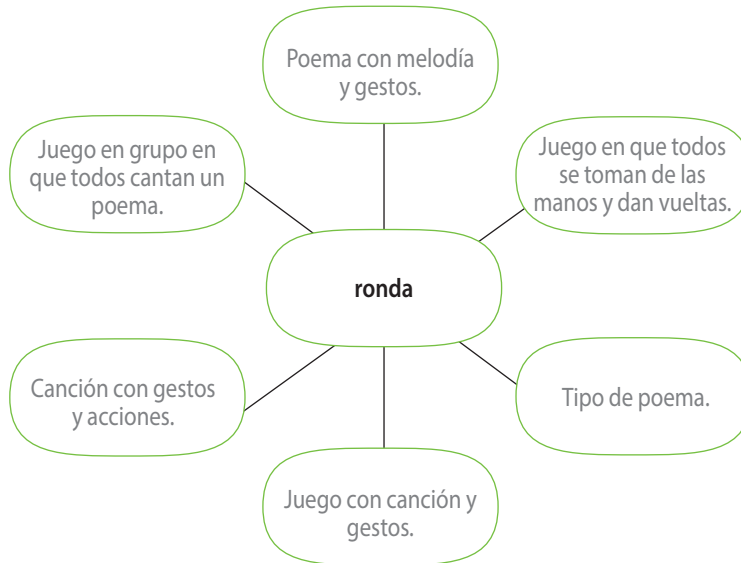 Poema con melodía
y gestos.
Juego en grupo en
que todos cantan un
poema.
Juego en que todos
se toman de las
manos y dan vueltas.
ronda
Canción con gestos
y acciones.
Tipo de poema.
Juego con canción y
gestos.